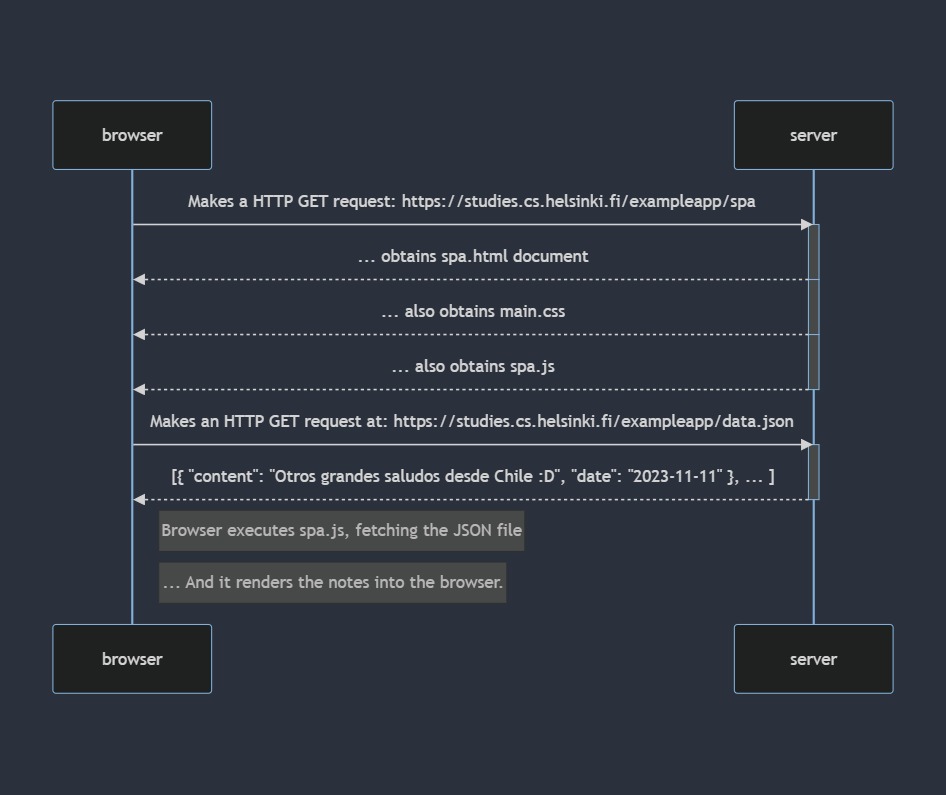 browser
server
Makes a HTTP GET request: https://studies.cs.helsinki.fi/exampleapp/spa
... obtains spa.html document
... also obtains main.css
... also obtains spa.js
Makes an HTTP GET request at: https://studies.cs.helsinki.fi/exampleapp/data.json
[{ "content": "Otros grandes saludos desde Chile :D", "date": "2023-11-11" }, ... ]
Browser executes spa.js, fetching the JSON file
... And it renders the notes into the browser.
browser
server